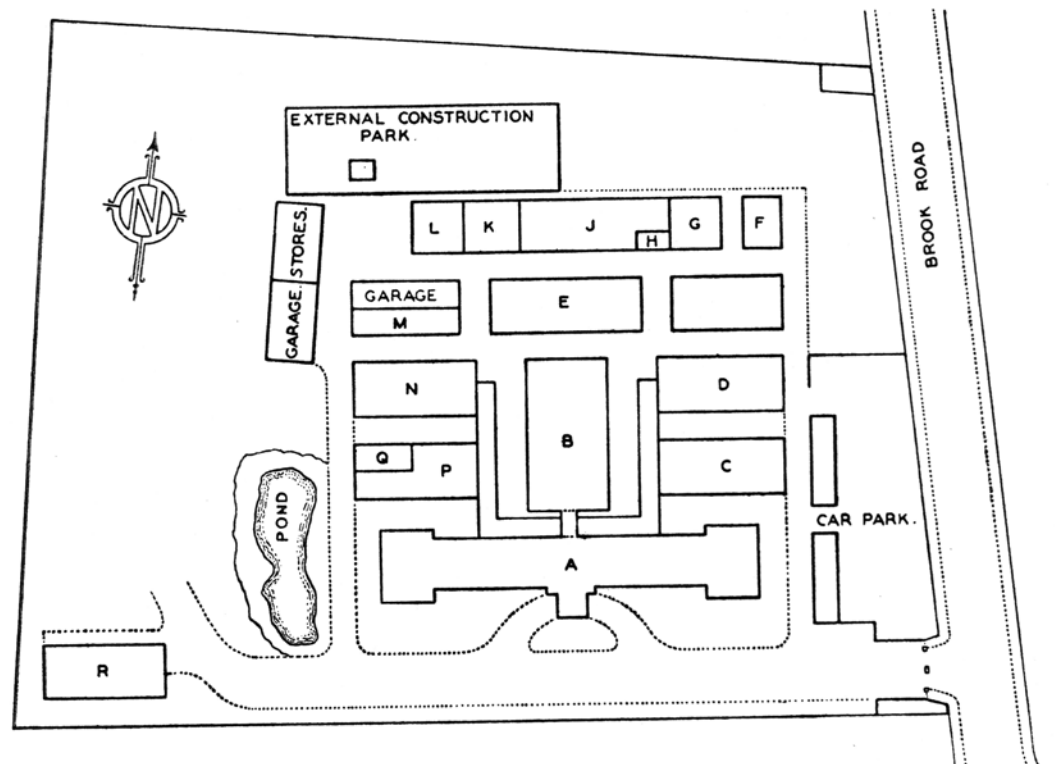 EXTERNAL CONSTRUCTION
PARK.
N
BROOK ROAD
GARAGE. STORES.
L
K
J
H
G
F
GARAGE
M
E
N
D
B
Q
P
C
POND
CAR PARK.
A
R